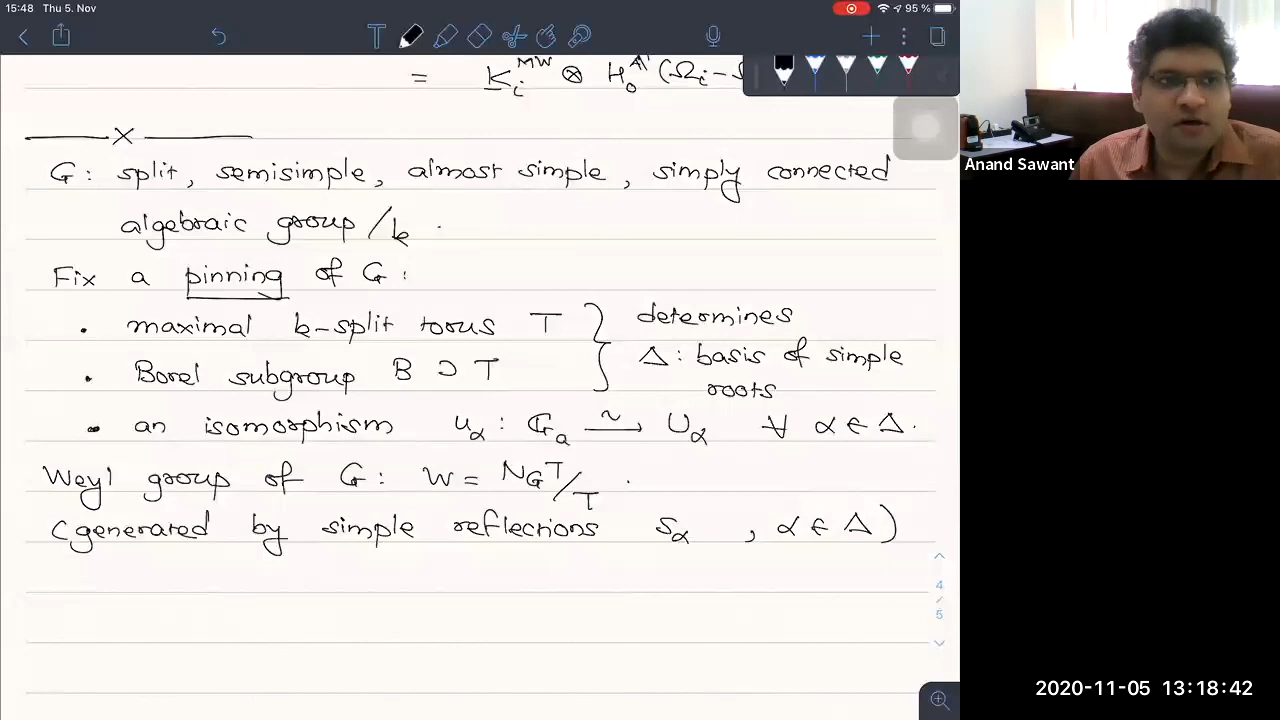 15:48 Thu 5. Nov
95 %
= K_i^{MW} ⊗ H_0^{A^1} (Ω_i -
X
G : split, semisimple, almost simple, simply connected
algebraic group / k .
Fix a pinning of G :
• maximal k-split torus T } determines
• Borel subgroup B ⊃ T } Δ : basis of simple roots
• an isomorphism u_α : G_a ~→ U_α ∀ α ∈ Δ.
Weyl group of G : W = N_G T / T .
(generated by simple reflections s_α , α ∈ Δ)
4
/
5
Anand Sawant
2020-11-05 13:18:42